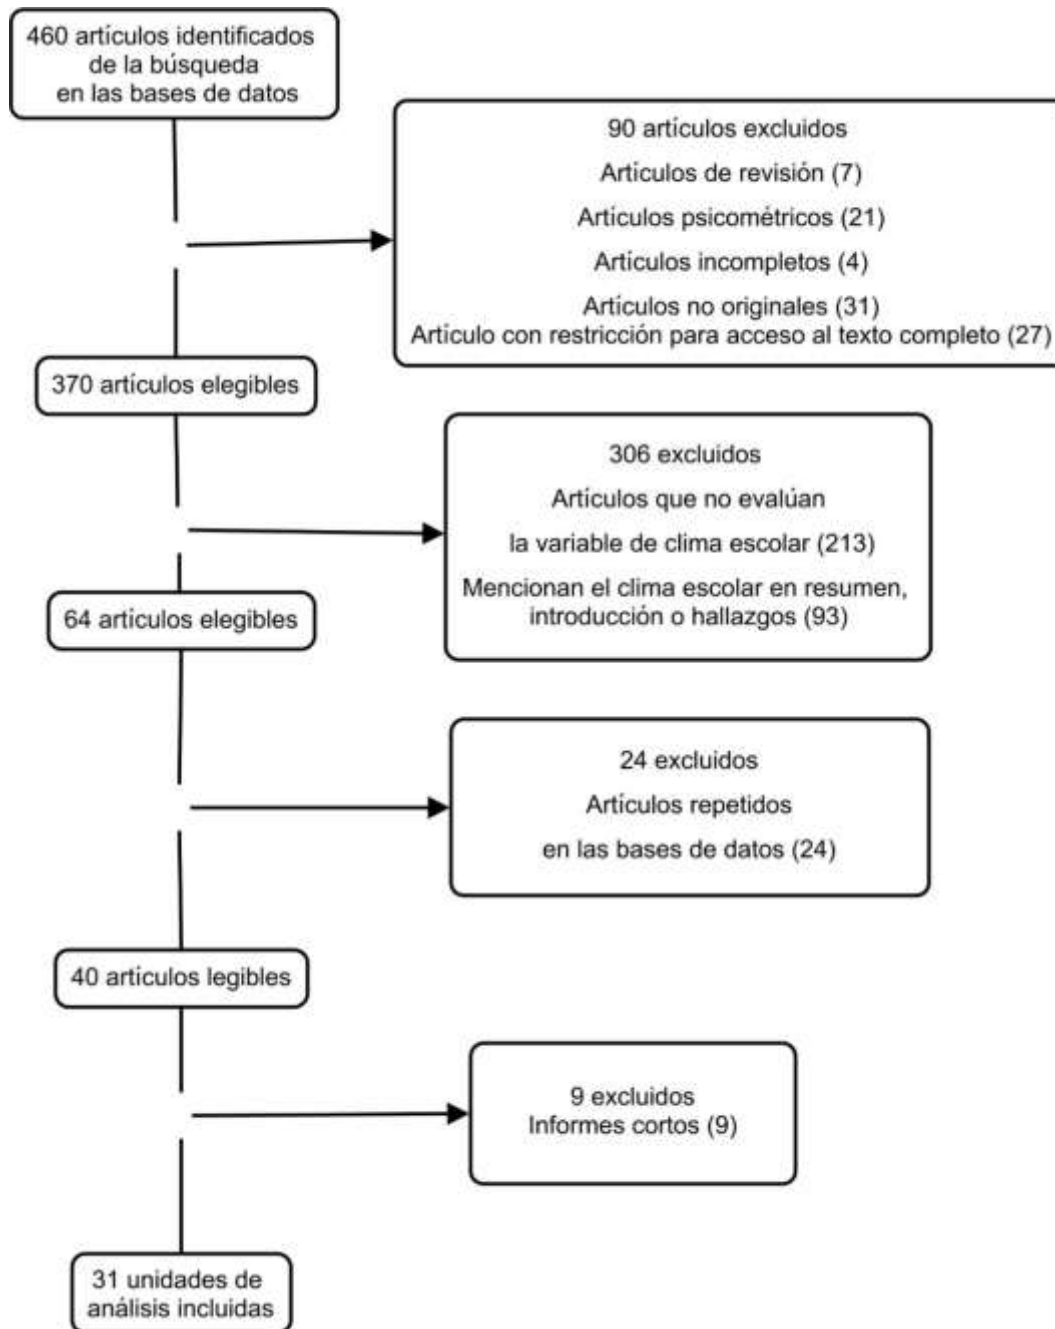 460 artículos identificados
de la búsqueda
en las bases de datos
90 artículos excluidos
Artículos de revisión (7)
Artículos psicométricos (21)
Artículos incompletos (4)
Artículos no originales (31)
Artículo con restricción para acceso al texto completo (27)
370 artículos elegibles
306 excluidos
Artículos que no evalúan
la variable de clima escolar (213)
Mencionan el clima escolar en resumen,
introducción o hallazgos (93)
64 artículos elegibles
24 excluidos
Artículos repetidos
en las bases de datos (24)
40 artículos legibles
9 excluidos
Informes cortos (9)
31 unidades de
análisis incluidas